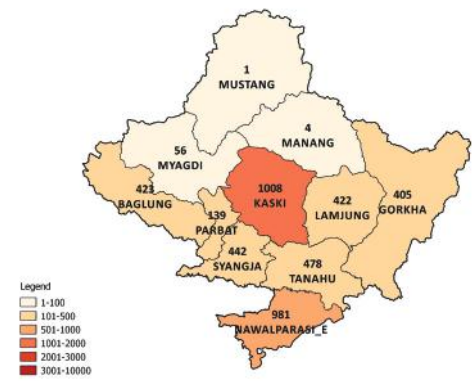 1
MUSTANG
4
MANANG
56
MYAGDI
423
BAGLUNG
1008
KASKI
422
LAMJUNG
405
GORKHA
139
PARBAT
442
SYANGJA
478
TANAHU
981
NAWALPARASI_E
Legend
1-100
101-500
501-1000
1001-2000
2001-3000
3001-10000